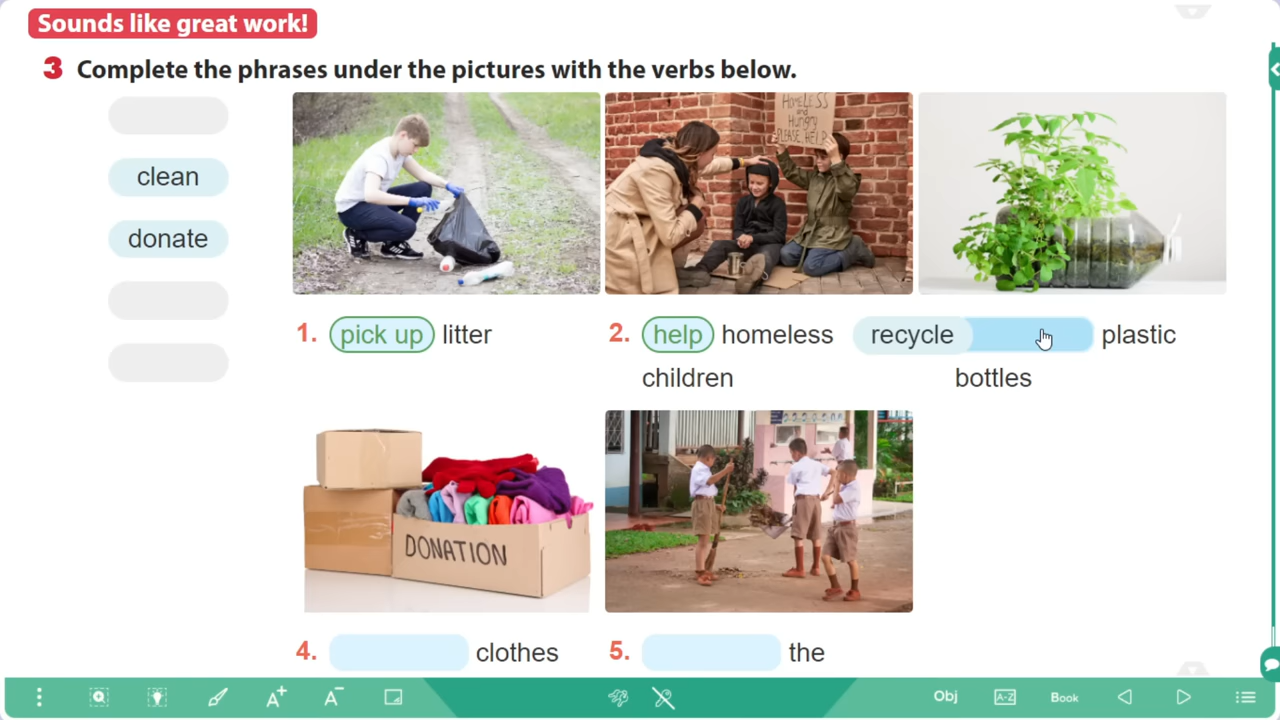 Sounds like great work!
3 Complete the phrases under the pictures with the verbs below.
clean
donate
HOMELESS
and
Hungry
PLEASE HELP
1. pick up litter
2. help homeless
children
recycle plastic
bottles
DONATION
4. clothes
5. the
A+ A- Obj A-Z Book